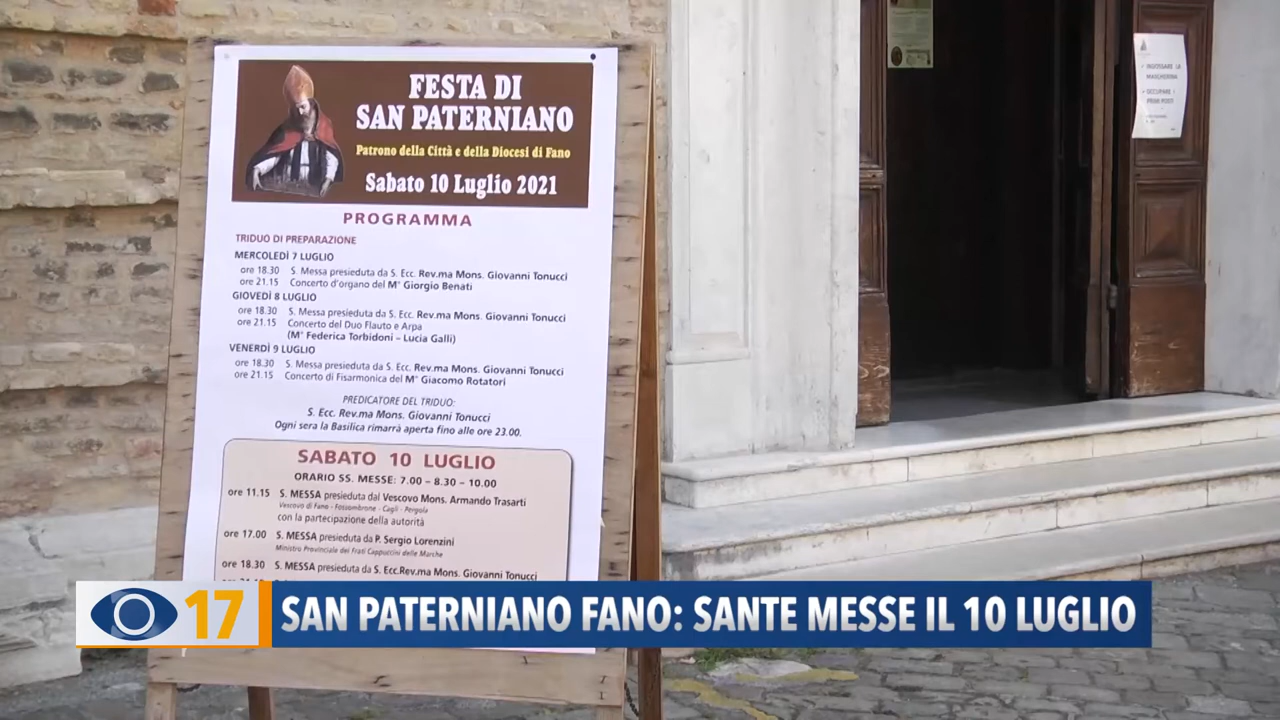 FESTA DI
SAN PATERNIANO
Patrono della Città e della Diocesi di Fano
Sabato 10 Luglio 2021
PROGRAMMA
TRIDUO DI PREPARAZIONE
MERCOLEDÌ 7 LUGLIO
ore 18.30 S. Messa presieduta da S. Ecc. Rev.ma Mons. Giovanni Tonucci
ore 21.15 Concerto d'organo del M° Giorgio Benati
GIOVEDÌ 8 LUGLIO
ore 18.30 S. Messa presieduta da S. Ecc. Rev.ma Mons. Giovanni Tonucci
ore 21.15 Concerto del Duo Flauto e Arpa
(M° Federica Torbidoni – Lucia Galli)
VENERDÌ 9 LUGLIO
ore 18.30 S. Messa presieduta da S. Ecc. Rev.ma Mons. Giovanni Tonucci
ore 21.15 Concerto di Fisarmonica del M° Giacomo Rotatori
PREDICATORE DEL TRIDUO:
S. Ecc. Rev.ma Mons. Giovanni Tonucci
Ogni sera la Basilica rimarrà aperta fino alle ore 23.00.
SABATO 10 LUGLIO
ORARIO SS. MESSE: 7.00 – 8.30 – 10.00
ore 11.15 S. MESSA presieduta dal Vescovo Mons. Armando Trasarti
Vescovo di Fano - Fossombrone - Cagli - Pergola
con la partecipazione della autorità
ore 17.00 S. MESSA presieduta da P. Sergio Lorenzini
Ministro Provinciale dei Frati Cappuccini delle Marche
ore 18.30 S. MESSA presieduta da S. Ecc.Rev.ma Mons. Giovanni Tonucci
INDOSSARE LA
MASCHERINA
OCCUPARE I
PRIMI POSTI
17 SAN PATERNIANO FANO: SANTE MESSE IL 10 LUGLIO